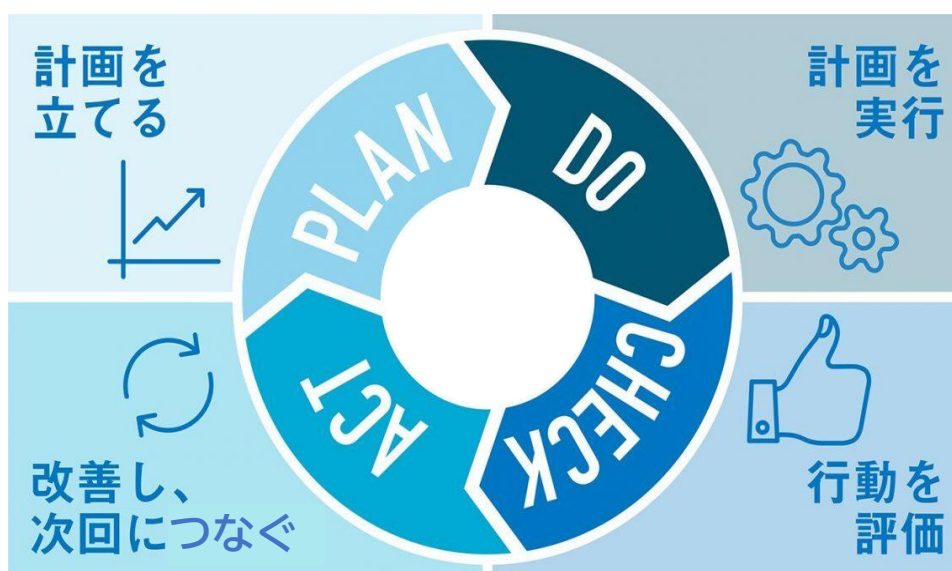 計画を
立てる
PLAN
DO
計画を
実行
CHECK
行動を
評価
ACT
改善し、
次回につなぐ